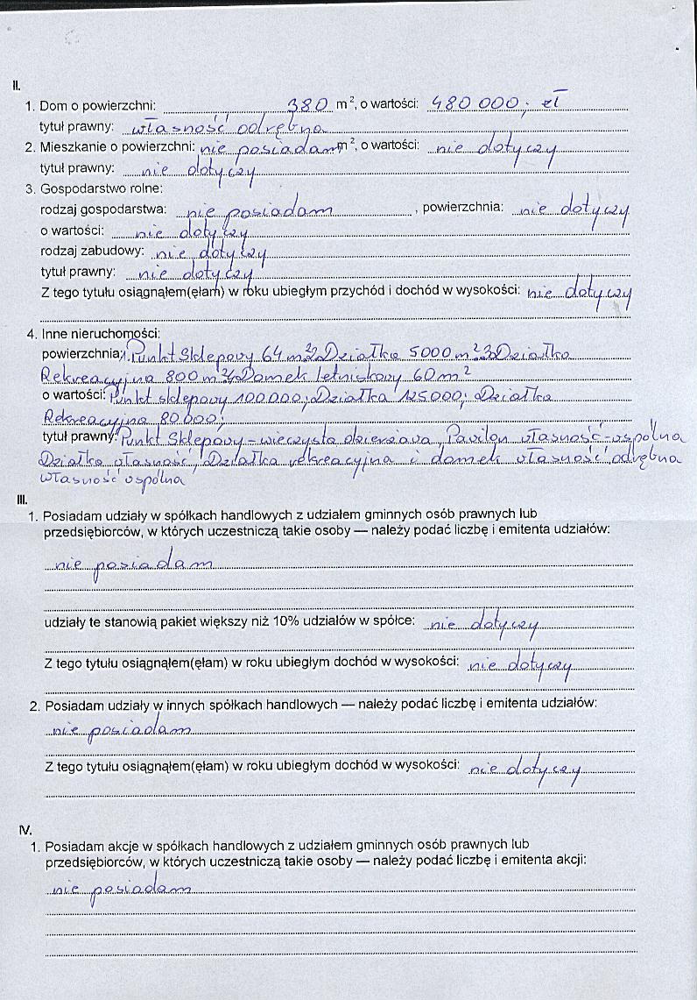 II.
1. Dom o powierzchni: 380 m², o wartości: 480 000,- zł
tytuł prawny: własność odrębna
2. Mieszkanie o powierzchni: nie posiadam m², o wartości: nie dotyczy
tytuł prawny: nie dotyczy
3. Gospodarstwo rolne:
rodzaj gospodarstwa: nie posiadam, powierzchnia: nie dotyczy
o wartości: nie dotyczy
rodzaj zabudowy: nie dotyczy
tytuł prawny: nie dotyczy
Z tego tytułu osiągnąłem(ęłam) w roku ubiegłym przychód i dochód w wysokości: nie dotyczy
4. Inne nieruchomości:
powierzchnia: 1. Punkt Sklepowy 64 m² 2) Działka 5000 m² 3) Działka
Rekreacyjna 800 m² 4) Domek letniskowy 60 m²
o wartości: Punkt sklepowy 100 000; Działka 125 000; Działka
Rekreacyjna 80 000;
tytuł prawny: Punkt Sklepowy - wieczysta dzierżawa, Pawilon własność - wspólna
Działka własność, Działka rekreacyjna i domek własność odrębna
własność wspólna
III.
1. Posiadam udziały w spółkach handlowych z udziałem gminnych osób prawnych lub
przedsiębiorców, w których uczestniczą takie osoby — należy podać liczbę i emitenta udziałów:
nie posiadam
udziały te stanowią pakiet większy niż 10% udziałów w spółce: nie dotyczy
Z tego tytułu osiągnąłem(ęłam) w roku ubiegłym dochód w wysokości: nie dotyczy
2. Posiadam udziały w innych spółkach handlowych — należy podać liczbę i emitenta udziałów:
nie posiadam
Z tego tytułu osiągnąłem(ęłam) w roku ubiegłym dochód w wysokości: nie dotyczy
IV.
1. Posiadam akcje w spółkach handlowych z udziałem gminnych osób prawnych lub
przedsiębiorców, w których uczestniczą takie osoby — należy podać liczbę i emitenta akcji:
nie posiadam